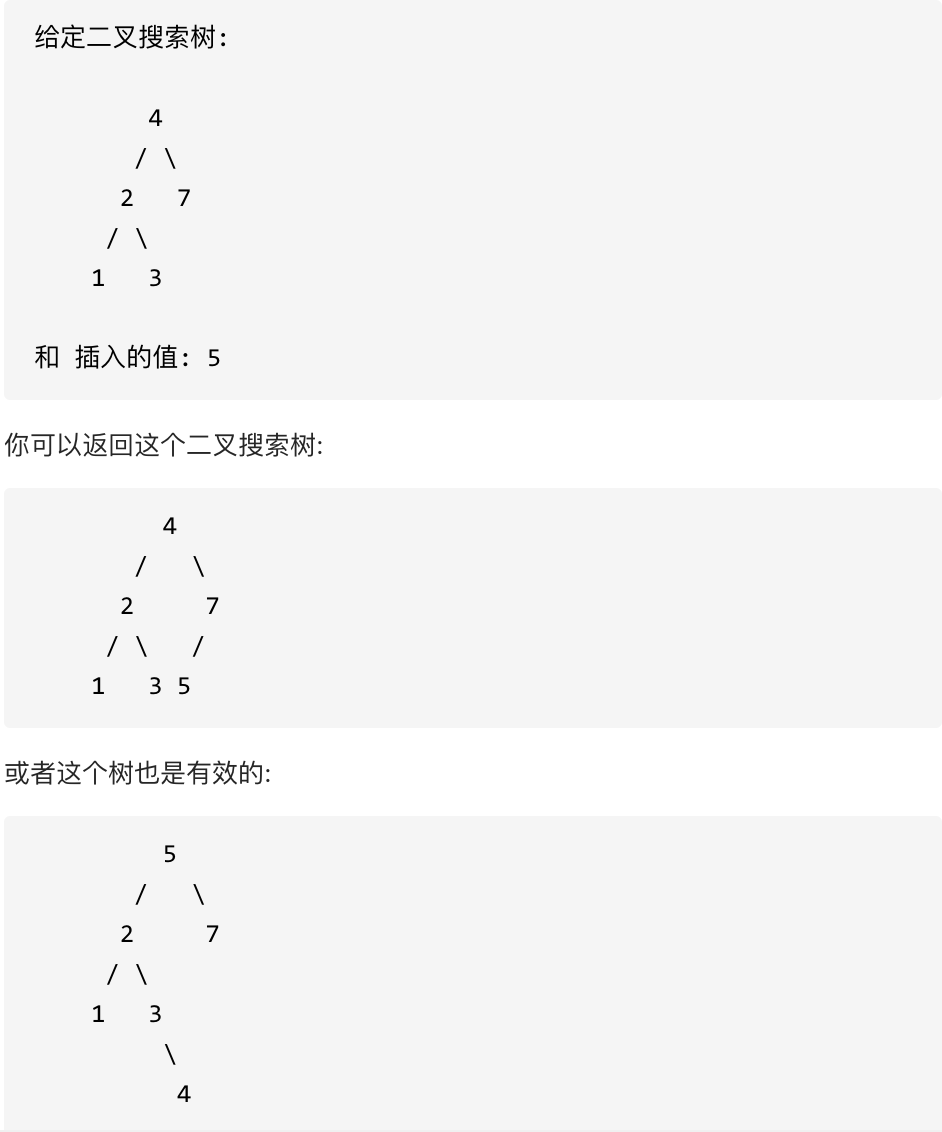 给定二叉搜索树:
4
/ \
2   7
/ \
1   3
和 插入的值: 5
你可以返回这个二叉搜索树:
4
/   \
2     7
/ \   /
1   3 5
或者这个树也是有效的:
5
/   \
2     7
/ \
1   3
\
4